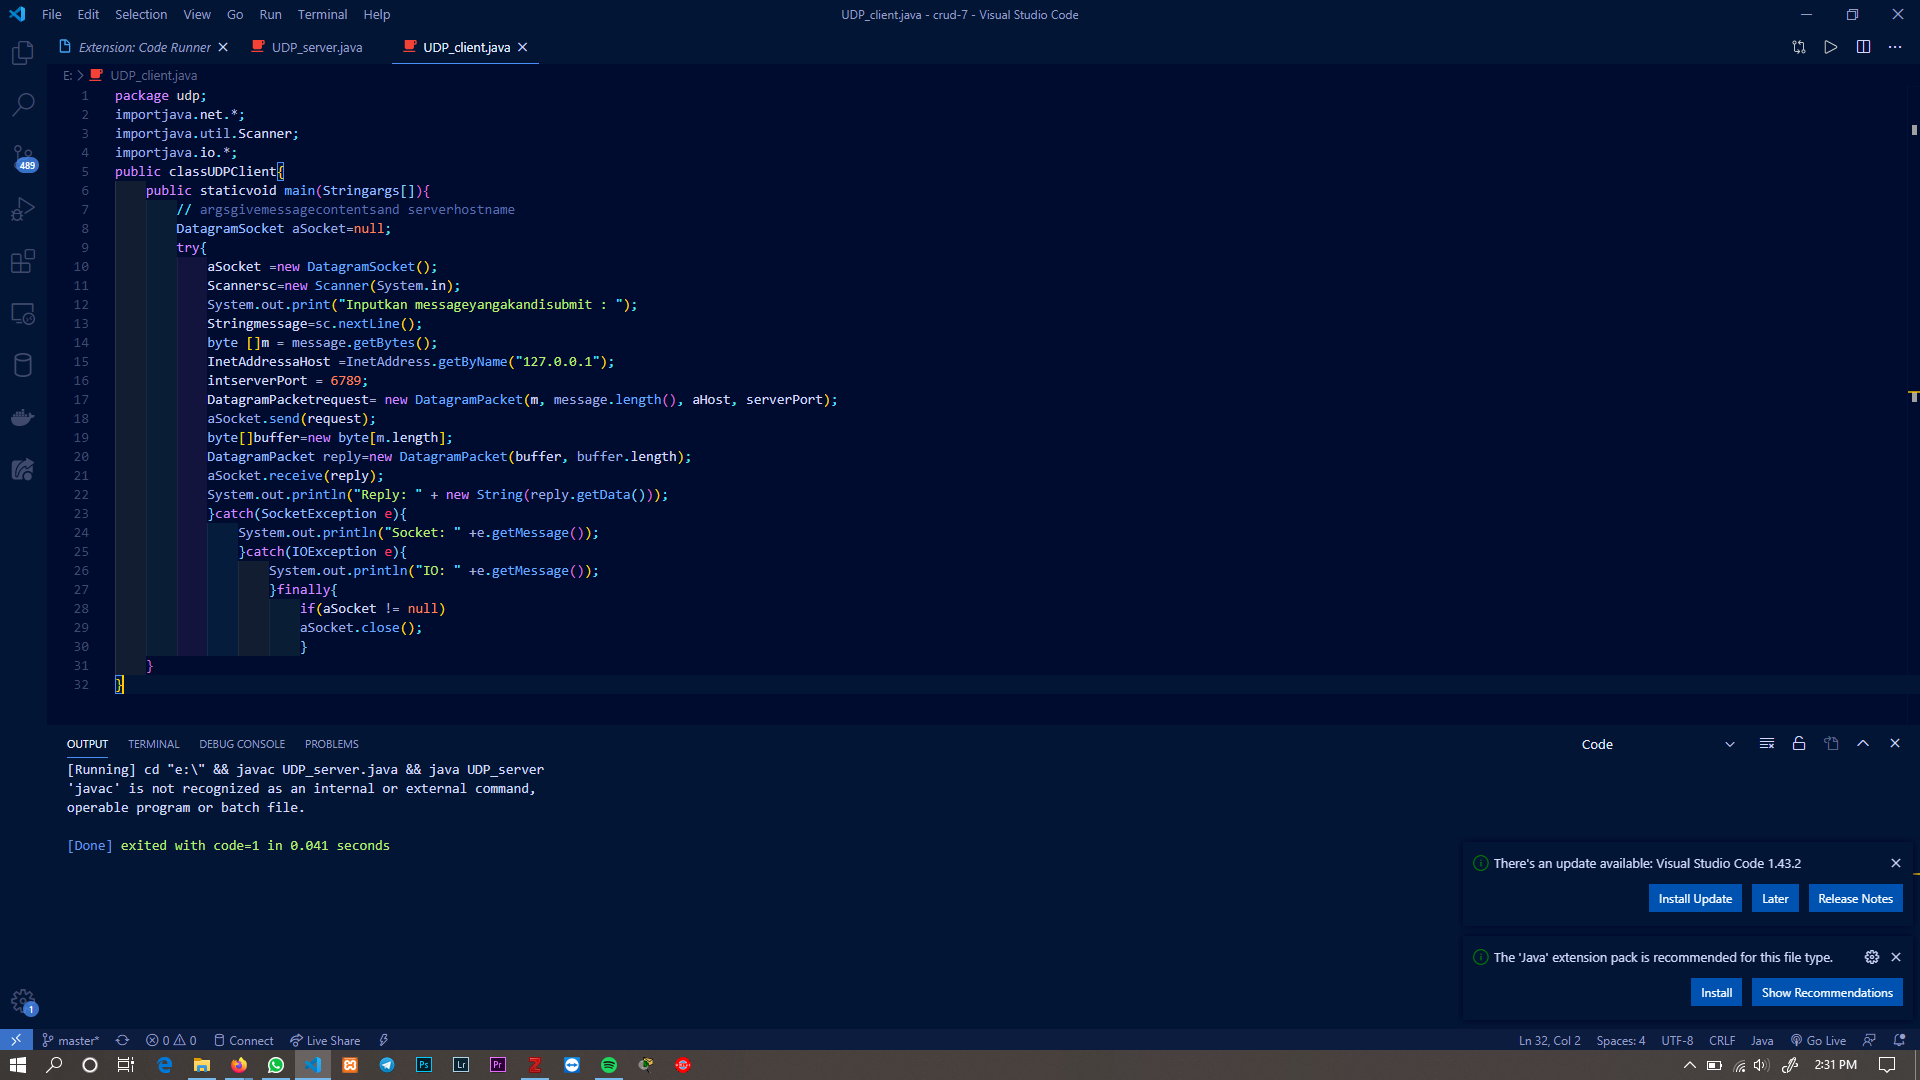 File Edit Selection View Go Run Terminal Help
UDP_client.java - crud-7 - Visual Studio Code
Extension: Code Runner
UDP_server.java
UDP_client.java
E: > UDP_client.java
489
1 package udp;
2 importjava.net.*;
3 importjava.util.Scanner;
4 importjava.io.*;
5 public classUDPClient{
6 public staticvoid main(Stringargs[]){
7 // argsgivemessagecontentsand serverhostname
8 DatagramSocket aSocket=null;
9 try{
10 aSocket =new DatagramSocket();
11 Scannersc=new Scanner(System.in);
12 System.out.print("Inputkan messageyangakandisubmit : ");
13 Stringmessage=sc.nextLine();
14 byte []m = message.getBytes();
15 InetAddressaHost =InetAddress.getByName("127.0.0.1");
16 intserverPort = 6789;
17 DatagramPacketrequest= new DatagramPacket(m, message.length(), aHost, serverPort);
18 aSocket.send(request);
19 byte[]buffer=new byte[m.length];
20 DatagramPacket reply=new DatagramPacket(buffer, buffer.length);
21 aSocket.receive(reply);
22 System.out.println("Reply: " + new String(reply.getData()));
23 }catch(SocketException e){
24 System.out.println("Socket: " +e.getMessage());
25 }catch(IOException e){
26 System.out.println("IO: " +e.getMessage());
27 }finally{
28 if(aSocket != null)
29 aSocket.close();
30 }
31 }
32 }
OUTPUT TERMINAL DEBUG CONSOLE PROBLEMS
Code
[Running] cd "e:\" && javac UDP_server.java && java UDP_server
'javac' is not recognized as an internal or external command,
operable program or batch file.
[Done] exited with code=1 in 0.041 seconds
There's an update available: Visual Studio Code 1.43.2
Install Update Later Release Notes
The 'Java' extension pack is recommended for this file type.
Install Show Recommendations
1
master* 0 0 Connect Live Share
Ln 32, Col 2 Spaces: 4 UTF-8 CRLF Java Go Live
Ps Lr Pr
2:31 PM